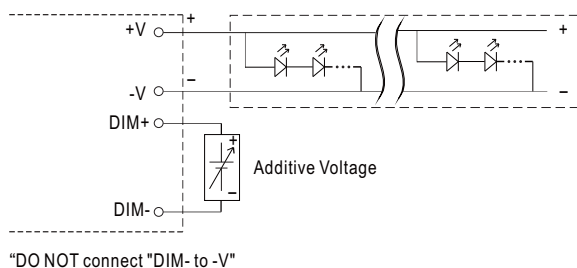 +V
+
+
-V
−
−
DIM+
+
−
Additive Voltage
DIM-
“DO NOT connect "DIM- to -V"